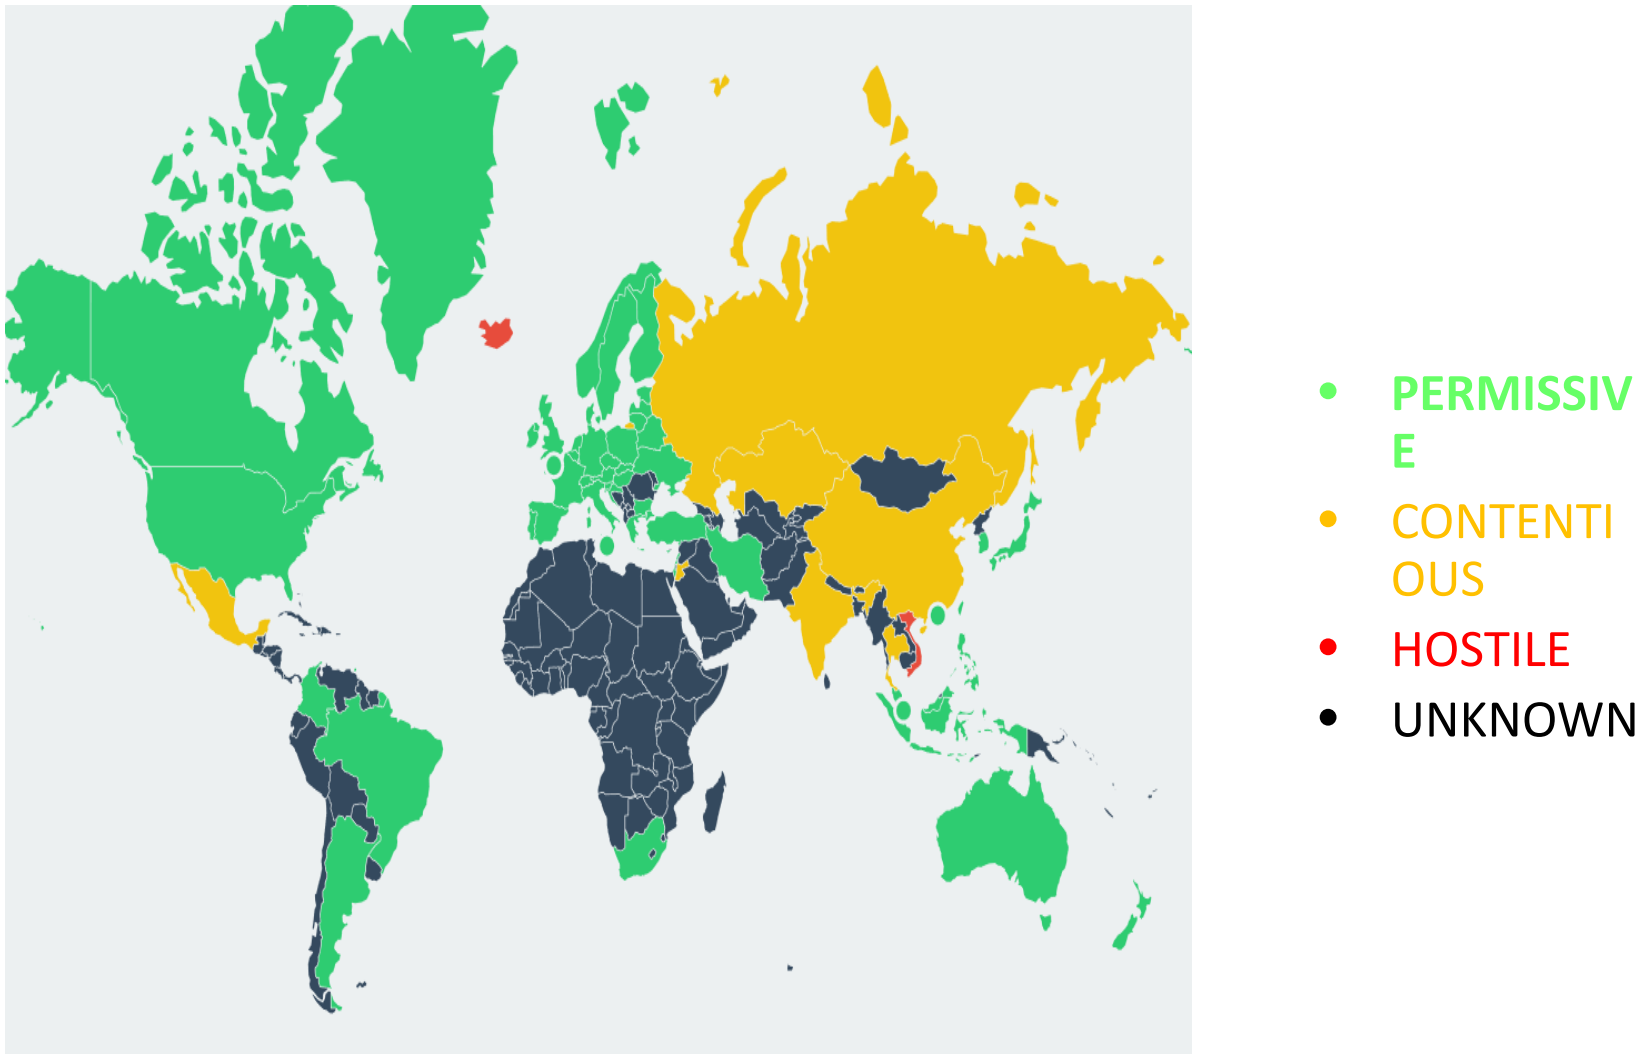 • PERMISSIV
E
• CONTENTI
OUS
• HOSTILE
• UNKNOWN